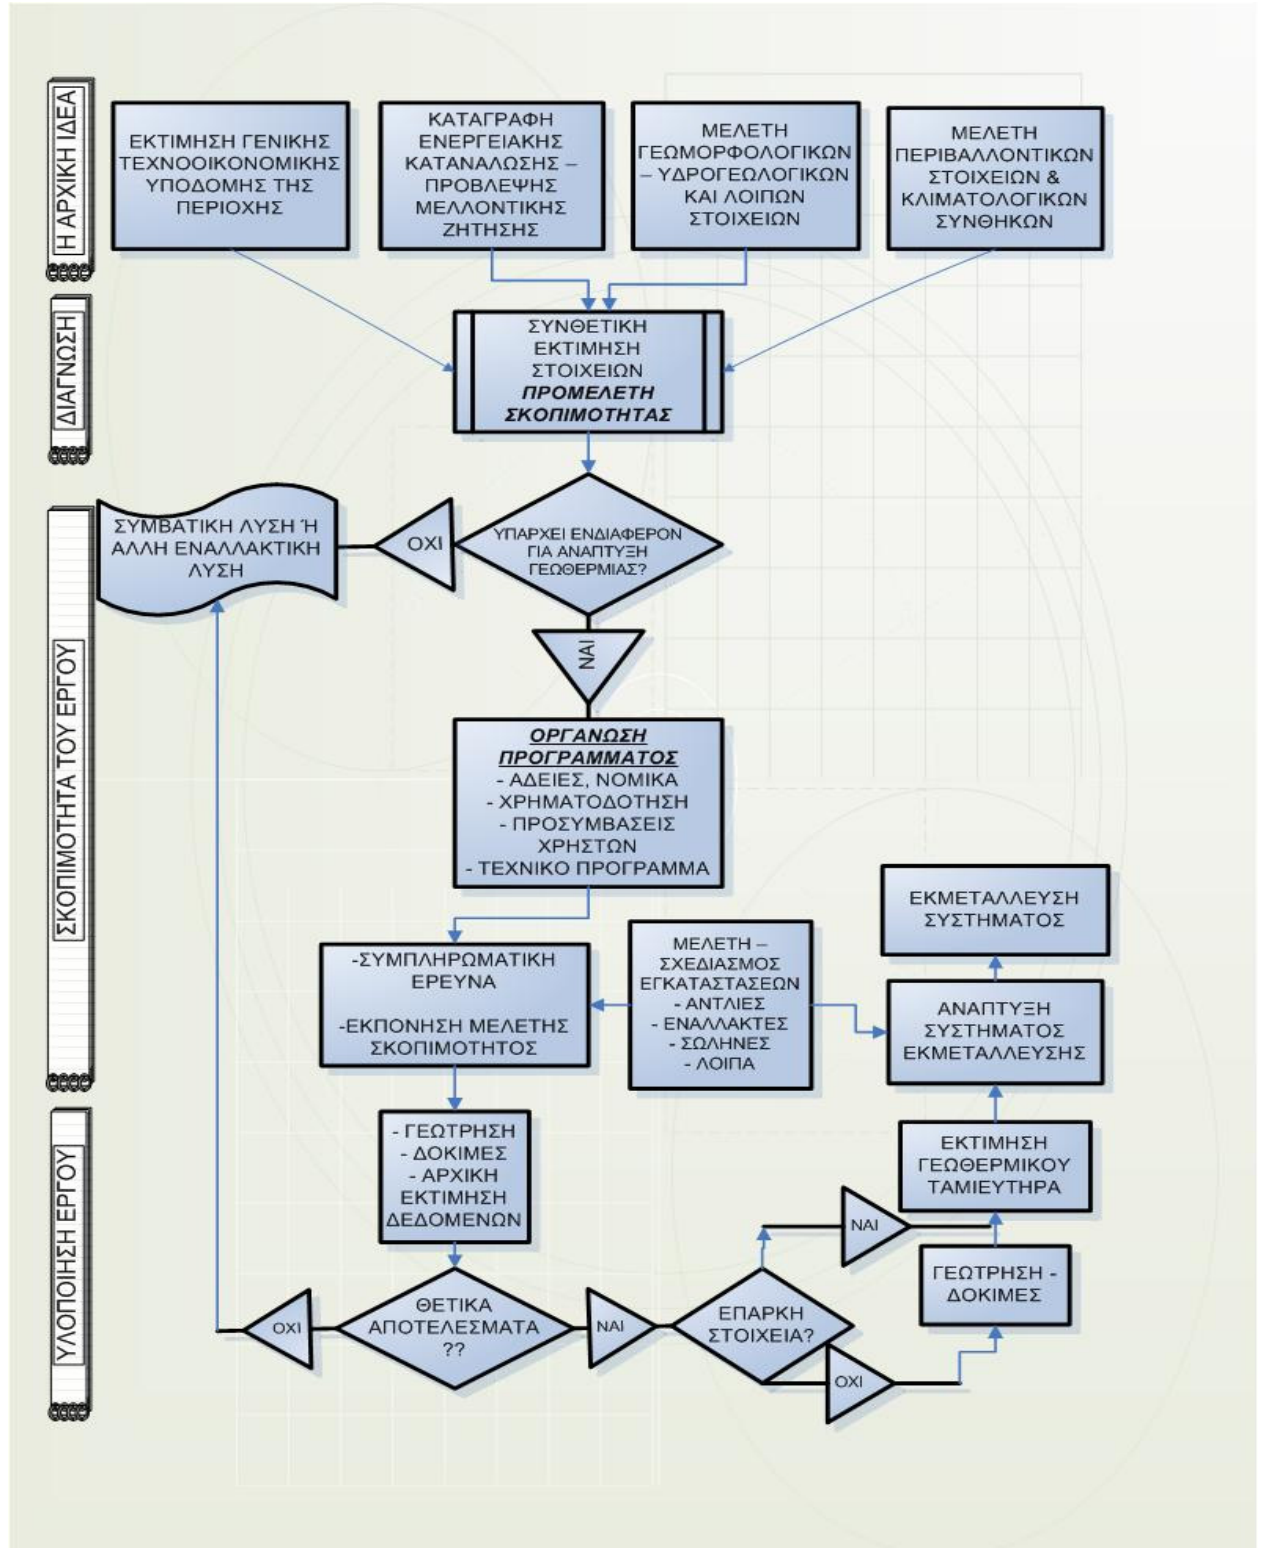 Η ΑΡΧΙΚΗ ΙΔΕΑ
ΕΚΤΙΜΗΣΗ ΓΕΝΙΚΗΣ
ΤΕΧΝΟΟΙΚΟΝΟΜΙΚΗΣ
ΥΠΟΔΟΜΗΣ ΤΗΣ
ΠΕΡΙΟΧΗΣ
ΚΑΤΑΓΡΑΦΗ
ΕΝΕΡΓΕΙΑΚΗΣ
ΚΑΤΑΝΑΛΩΣΗΣ –
ΠΡΟΒΛΕΨΗΣ
ΜΕΛΛΟΝΤΙΚΗΣ
ΖΗΤΗΣΗΣ
ΜΕΛΕΤΗ
ΓΕΩΜΟΡΦΟΛΟΓΙΚΩΝ
– ΥΔΡΟΓΕΩΛΟΓΙΚΩΝ
ΚΑΙ ΛΟΙΠΩΝ
ΣΤΟΙΧΕΙΩΝ
ΜΕΛΕΤΗ
ΠΕΡΙΒΑΛΛΟΝΤΙΚΩΝ
ΣΤΟΙΧΕΙΩΝ &
ΚΛΙΜΑΤΟΛΟΓΙΚΩΝ
ΣΥΝΘΗΚΩΝ
ΔΙΑΓΝΩΣΗ
ΣΥΝΘΕΤΙΚΗ
ΕΚΤΙΜΗΣΗ
ΣΤΟΙΧΕΙΩΝ
ΠΡΟΜΕΛΕΤΗ
ΣΚΟΠΙΜΟΤΗΤΑΣ
ΣΚΟΠΙΜΟΤΗΤΑ ΤΟΥ ΕΡΓΟΥ
ΣΥΜΒΑΤΙΚΗ ΛΥΣΗ Ή
ΑΛΛΗ ΕΝΑΛΛΑΚΤΙΚΗ
ΛΥΣΗ
ΟΧΙ
ΥΠΑΡΧΕΙ ΕΝΔΙΑΦΕΡΟΝ
ΓΙΑ ΑΝΑΠΤΥΞΗ
ΓΕΩΘΕΡΜΙΑΣ?
ΝΑΙ
ΟΡΓΑΝΩΣΗ
ΠΡΟΓΡΑΜΜΑΤΟΣ
- ΑΔΕΙΕΣ, ΝΟΜΙΚΑ
- ΧΡΗΜΑΤΟΔΟΤΗΣΗ
- ΠΡΟΣΥΜΒΑΣΕΙΣ
ΧΡΗΣΤΩΝ
- ΤΕΧΝΙΚΟ ΠΡΟΓΡΑΜΜΑ
-ΣΥΜΠΛΗΡΩΜΑΤΙΚΗ
ΕΡΕΥΝΑ
-ΕΚΠΟΝΗΣΗ ΜΕΛΕΤΗΣ
ΣΚΟΠΙΜΟΤΗΤΟΣ
ΜΕΛΕΤΗ –
ΣΧΕΔΙΑΣΜΟΣ
ΕΓΚΑΤΑΣΤΑΣΕΩΝ
- ΑΝΤΛΙΕΣ
- ΕΝΑΛΛΑΚΤΕΣ
- ΣΩΛΗΝΕΣ
- ΛΟΙΠΑ
ΕΚΜΕΤΑΛΛΕΥΣΗ
ΣΥΣΤΗΜΑΤΟΣ
ΑΝΑΠΤΥΞΗ
ΣΥΣΤΗΜΑΤΟΣ
ΕΚΜΕΤΑΛΛΕΥΣΗΣ
ΥΛΟΠΟΙΗΣΗ ΕΡΓΟΥ
- ΓΕΩΤΡΗΣΗ
- ΔΟΚΙΜΕΣ
- ΑΡΧΙΚΗ
ΕΚΤΙΜΗΣΗ
ΔΕΔΟΜΕΝΩΝ
ΕΚΤΙΜΗΣΗ
ΓΕΩΘΕΡΜΙΚΟΥ
ΤΑΜΙΕΥΤΗΡΑ
ΝΑΙ
ΓΕΩΤΡΗΣΗ -
ΔΟΚΙΜΕΣ
ΟΧΙ
ΘΕΤΙΚΑ
ΑΠΟΤΕΛΕΣΜΑΤΑ
??
ΝΑΙ
ΕΠΑΡΚΗ
ΣΤΟΙΧΕΙΑ?
ΟΧΙ